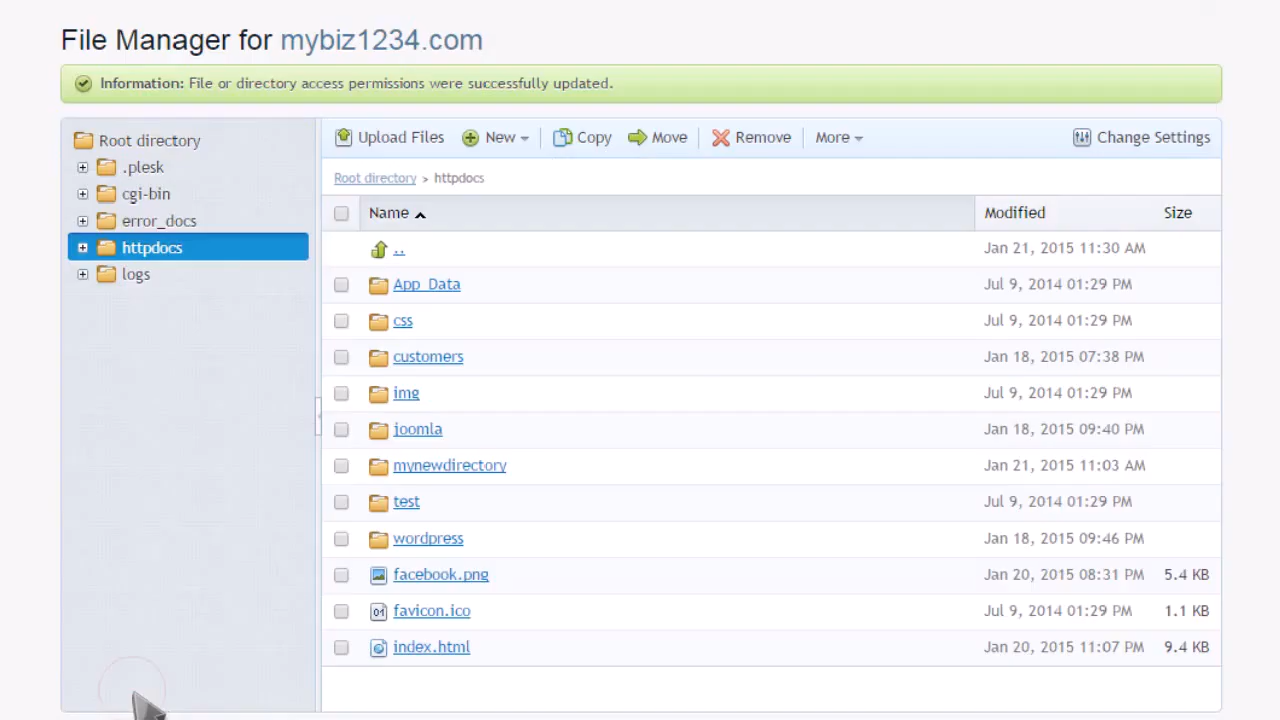 File Manager for mybiz1234.com
Information: File or directory access permissions were successfully updated.
Root directory
.plesk
cgi-bin
error_docs
httpdocs
logs
Upload Files New Copy Move Remove More Change Settings
Root directory > httpdocs
Name Modified Size
.. Jan 21, 2015 11:30 AM
App_Data Jul 9, 2014 01:29 PM
css Jul 9, 2014 01:29 PM
customers Jan 18, 2015 07:38 PM
img Jul 9, 2014 01:29 PM
joomla Jan 18, 2015 09:40 PM
mynewdirectory Jan 21, 2015 11:03 AM
test Jul 9, 2014 01:29 PM
wordpress Jan 18, 2015 09:46 PM
facebook.png Jan 20, 2015 08:31 PM 5.4 KB
favicon.ico Jul 9, 2014 01:29 PM 1.1 KB
index.html Jan 20, 2015 11:07 PM 9.4 KB